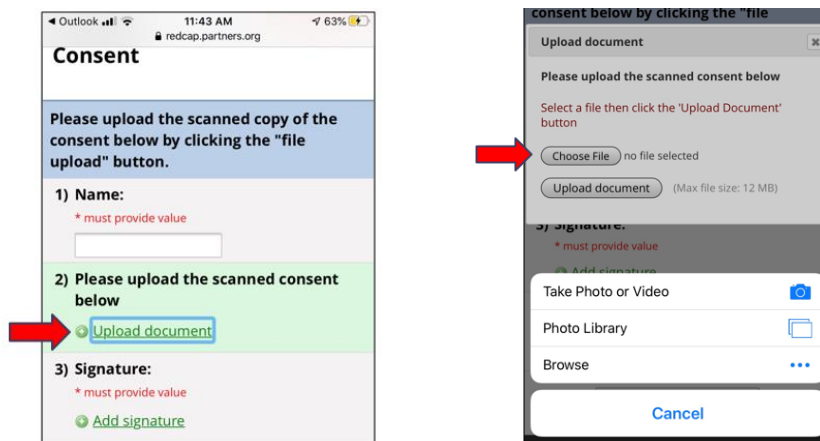 Outlook
11:43 AM
63%
redcap.partners.org
Consent
Please upload the scanned copy of the
consent below by clicking the "file
upload" button.
1) Name:
* must provide value
2) Please upload the scanned consent
below
Upload document
3) Signature:
* must provide value
Add signature
consent below by clicking the "file
Upload document
Please upload the scanned consent below
Select a file then click the 'Upload Document'
button
Choose File no file selected
Upload document (Max file size: 12 MB)
3) Signature:
* must provide value
Add signature
Take Photo or Video
Photo Library
Browse
Cancel